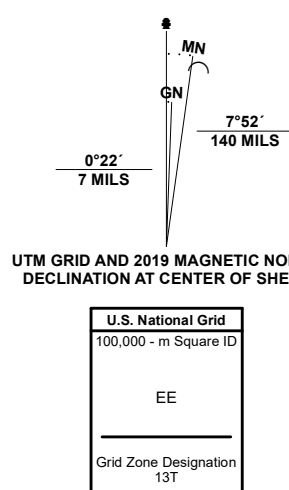 MN
GN
7°52´
140 MILS
0°22´
7 MILS
UTM GRID AND 2019 MAGNETIC NO
DECLINATION AT CENTER OF SHE
U.S. National Grid
100,000 - m Square ID
EE
Grid Zone Designation
13T